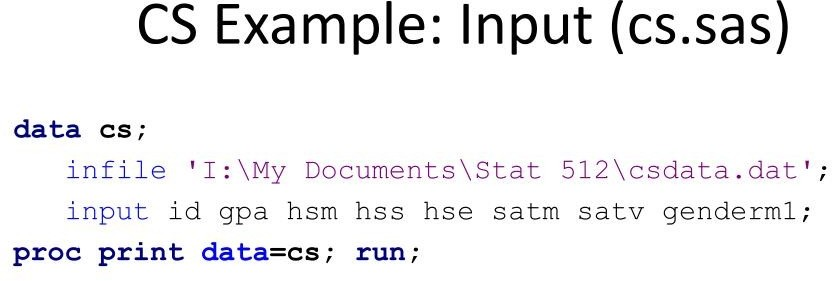 CS Example: Input (cs.sas)
data cs;
infile 'I:\My Documents\Stat 512\csdata.dat';
input id gpa hsm hss hse satm satv genderm1;
proc print data=cs; run;